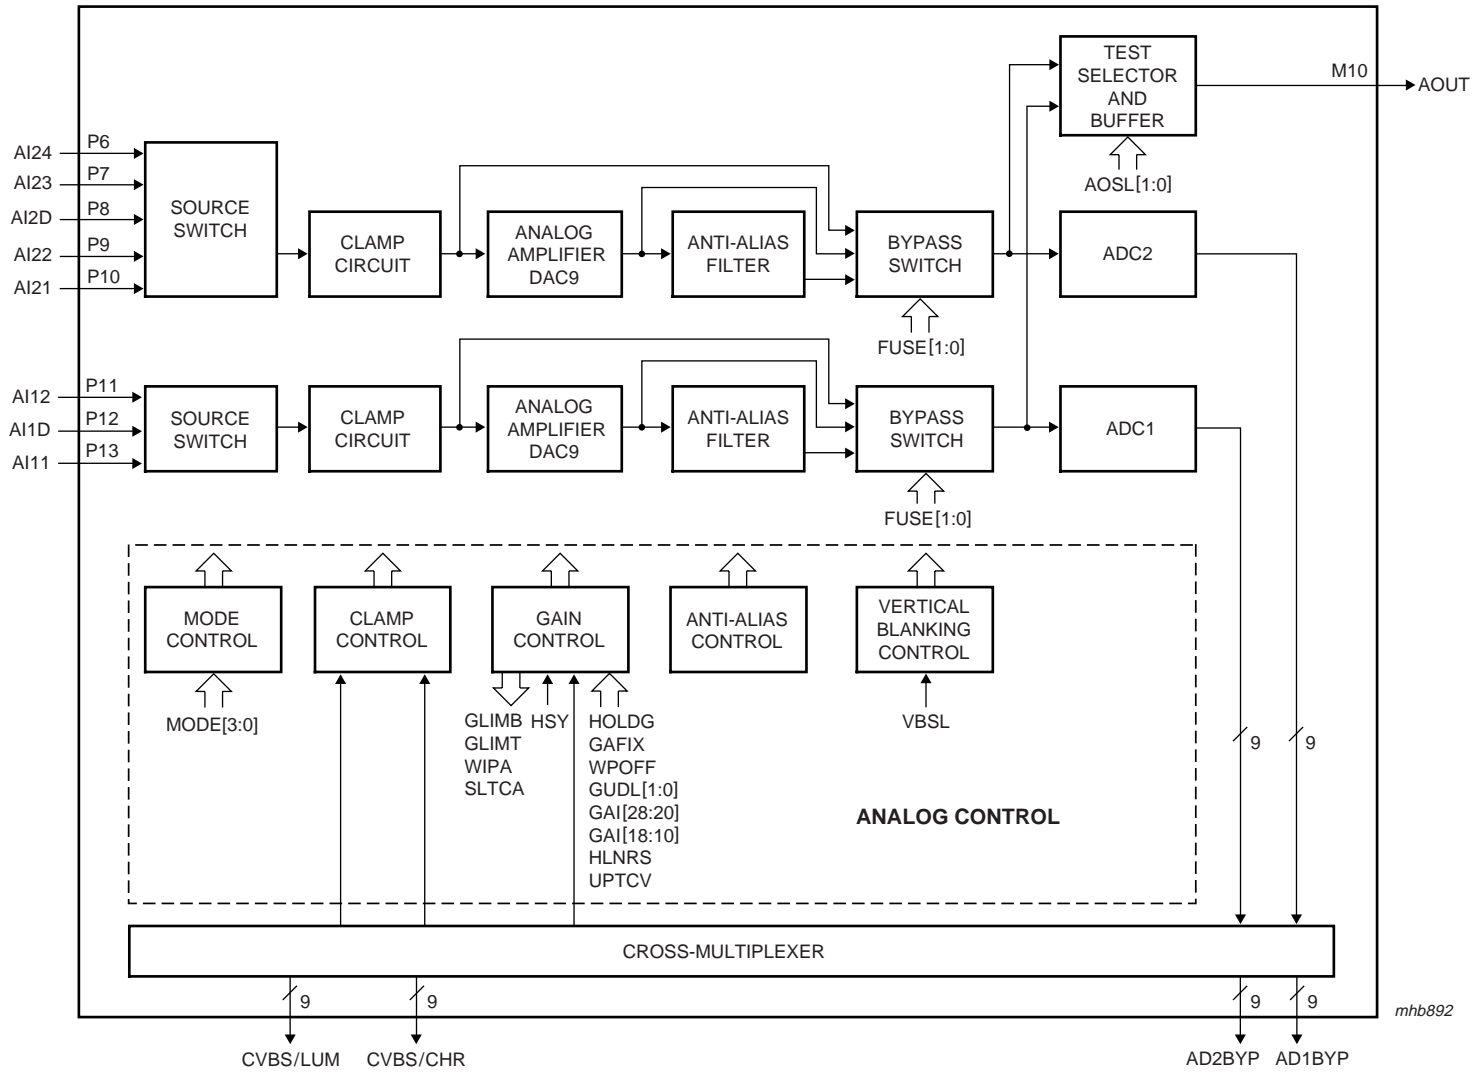 TEST
SELECTOR
AND
BUFFER
M10
AOUT
AOSL[1:0]
AI24
P6
AI23
P7
AI2D
P8
AI22
P9
AI21
P10
SOURCE
SWITCH
CLAMP
CIRCUIT
ANALOG
AMPLIFIER
DAC9
ANTI-ALIAS
FILTER
BYPASS
SWITCH
ADC2
FUSE[1:0]
AI12
P11
AI1D
P12
AI11
P13
SOURCE
SWITCH
CLAMP
CIRCUIT
ANALOG
AMPLIFIER
DAC9
ANTI-ALIAS
FILTER
BYPASS
SWITCH
ADC1
FUSE[1:0]
MODE
CONTROL
CLAMP
CONTROL
GAIN
CONTROL
ANTI-ALIAS
CONTROL
VERTICAL
BLANKING
CONTROL
MODE[3:0]
GLIMB
GLIMT
WIPA
SLTCA
HSY
HOLDG
GAFIX
WPOFF
GUDL[1:0]
GAI[28:20]
GAI[18:10]
HLNRS
UPTCV
VBSL
9
9
ANALOG CONTROL
CROSS-MULTIPLEXER
9
9
9
9
CVBS/LUM
CVBS/CHR
AD2BYP
AD1BYP
mhb892